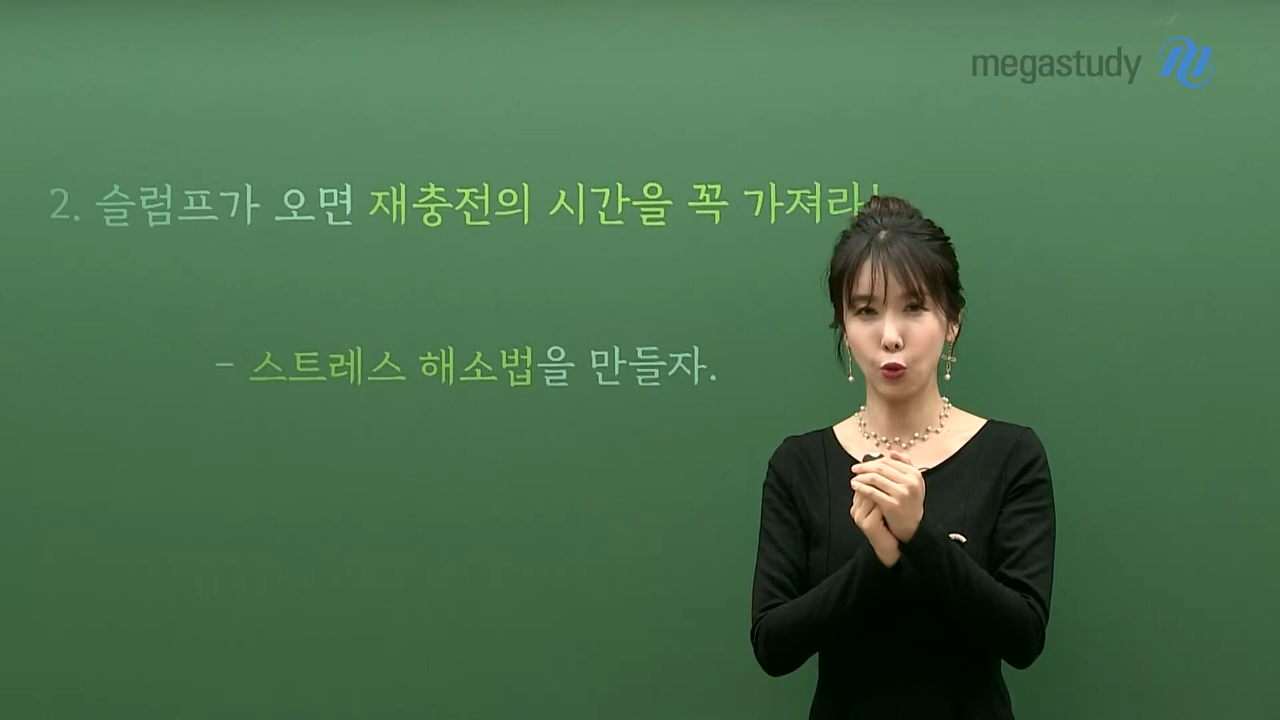 megastudy
2. 슬럼프가 오면 재충전의 시간을 꼭 가져라!
- 스트레스 해소법을 만들자.